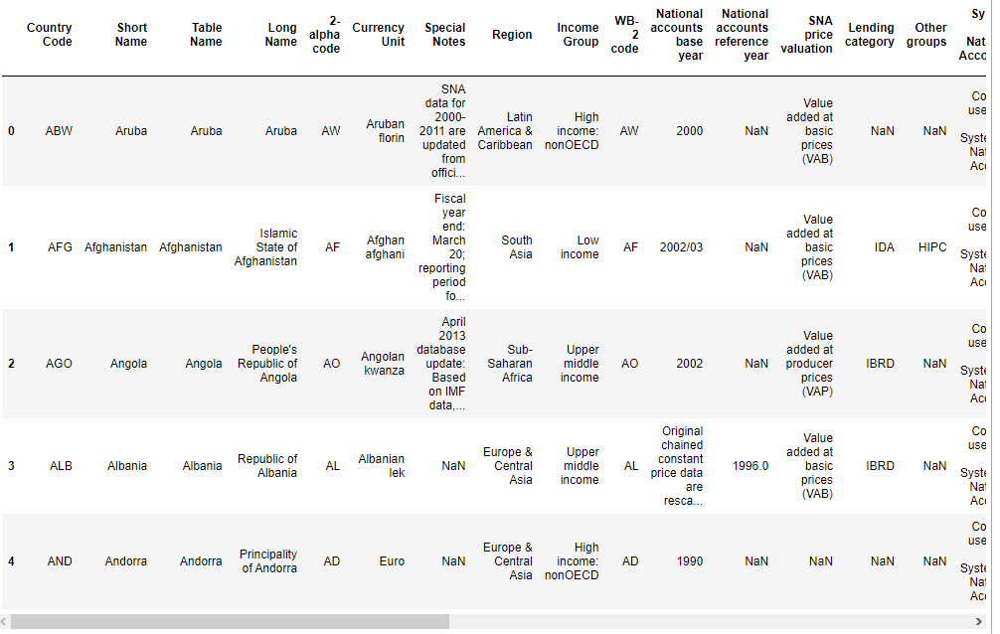 Country Code Short Name Table Name Long Name 2-alpha code Currency Unit Special Notes Region Income Group WB-2 code National accounts base year National accounts reference year SNA price valuation Lending category Other groups Sy Nat Acco
0 ABW Aruba Aruba Aruba AW Aruban florin SNA data for 2000-2011 are updated from offici... Latin America & Caribbean High income: nonOECD AW 2000 NaN Value added at basic prices (VAB) NaN NaN Co use Syste Nat Acc
1 AFG Afghanistan Afghanistan Islamic State of Afghanistan AF Afghan afghani Fiscal year end: March 20; reporting period fo... South Asia Low income AF 2002/03 NaN Value added at basic prices (VAB) IDA HIPC Co use Syste Nat Acc
2 AGO Angola Angola People's Republic of Angola AO Angolan kwanza April 2013 database update: Based on IMF data,... Sub-Saharan Africa Upper middle income AO 2002 NaN Value added at producer prices (VAP) IBRD NaN Co use Syste Nat Acc
3 ALB Albania Albania Republic of Albania AL Albanian lek NaN Europe & Central Asia Upper middle income AL Original chained constant price data are resca... 1996.0 Value added at basic prices (VAB) IBRD NaN Co use Syste Nat Acc
4 AND Andorra Andorra Principality of Andorra AD Euro NaN Europe & Central Asia High income: nonOECD AD 1990 NaN NaN NaN NaN Co use Syste Nat Acc